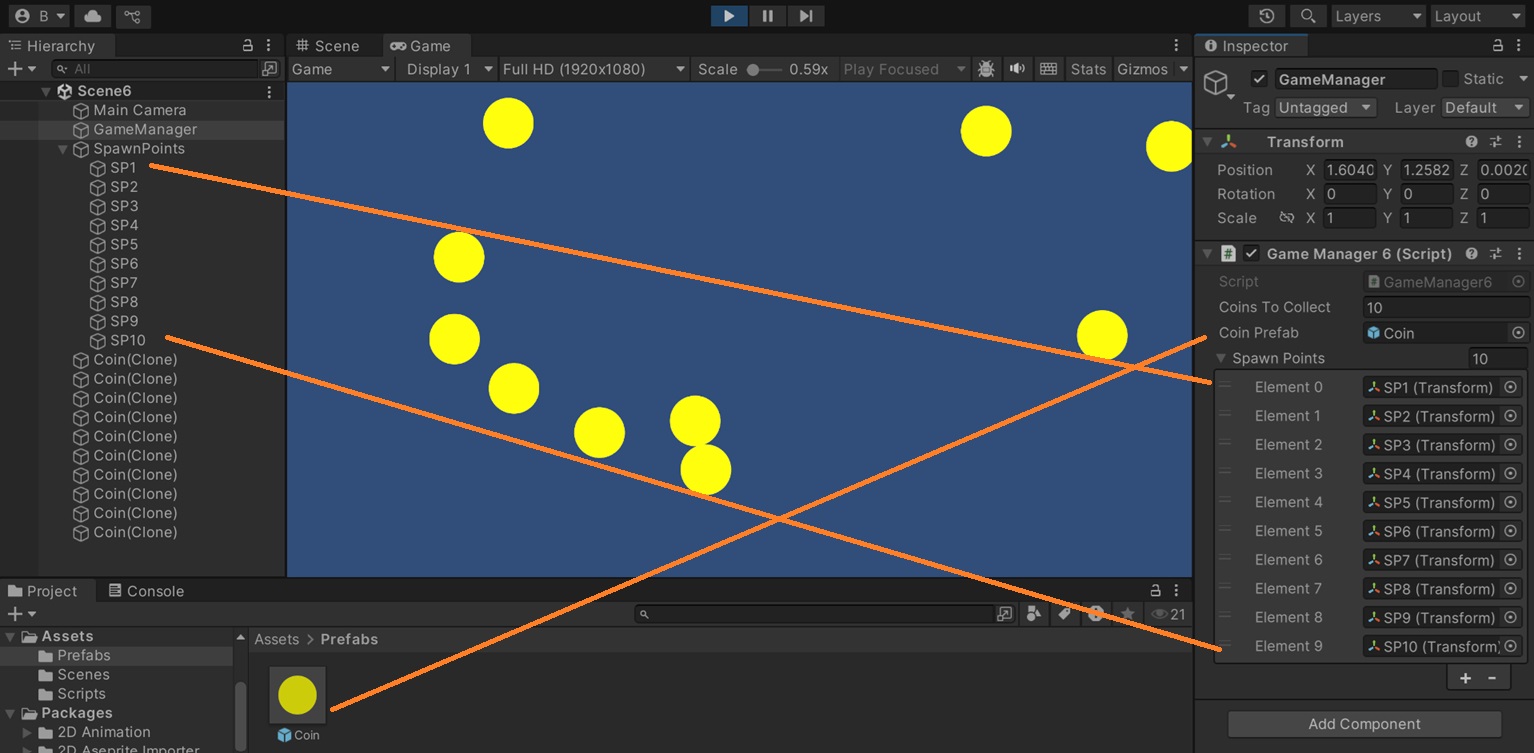 B
Layers
Layout
Hierarchy
All
Scene6
Main Camera
GameManager
SpawnPoints
SP1
SP2
SP3
SP4
SP5
SP6
SP7
SP8
SP9
SP10
Coin(Clone)
Coin(Clone)
Coin(Clone)
Coin(Clone)
Coin(Clone)
Coin(Clone)
Coin(Clone)
Coin(Clone)
Coin(Clone)
Coin(Clone)
Scene Game
Game Display 1 Full HD (1920x1080) Scale 0.59x Play Focused Stats Gizmos
Inspector
GameManager Static
Tag Untagged Layer Default
Transform
Position X 1.6040 Y 1.2582 Z 0.0020
Rotation X 0 Y 0 Z 0
Scale X 1 Y 1 Z 1
Game Manager 6 (Script)
Script GameManager6
Coins To Collect 10
Coin Prefab Coin
Spawn Points 10
Element 0 SP1 (Transform)
Element 1 SP2 (Transform)
Element 2 SP3 (Transform)
Element 3 SP4 (Transform)
Element 4 SP5 (Transform)
Element 5 SP6 (Transform)
Element 6 SP7 (Transform)
Element 7 SP8 (Transform)
Element 8 SP9 (Transform)
Element 9 SP10 (Transform)
+ -
Add Component
Project Console
21
Assets
Prefabs
Scenes
Scripts
Packages
2D Animation
2D Aseprite Importer
Assets > Prefabs
Coin